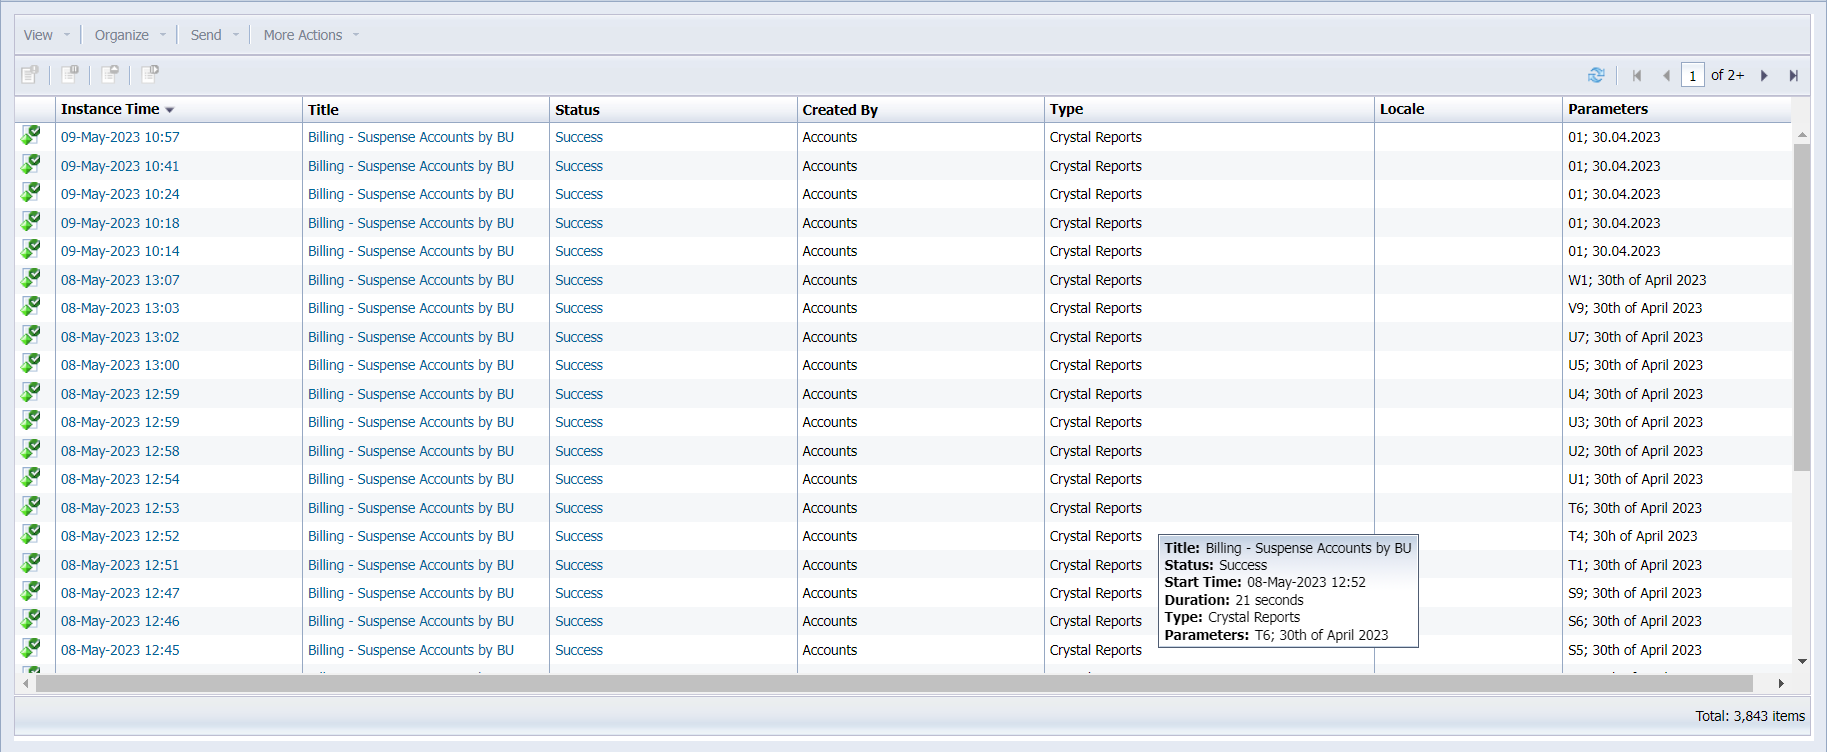 View Organize Send More Actions
1 of 2+
Instance Time Title Status Created By Type Locale Parameters
09-May-2023 10:57 Billing - Suspense Accounts by BU Success Accounts Crystal Reports 01; 30.04.2023
09-May-2023 10:41 Billing - Suspense Accounts by BU Success Accounts Crystal Reports 01; 30.04.2023
09-May-2023 10:24 Billing - Suspense Accounts by BU Success Accounts Crystal Reports 01; 30.04.2023
09-May-2023 10:18 Billing - Suspense Accounts by BU Success Accounts Crystal Reports 01; 30.04.2023
09-May-2023 10:14 Billing - Suspense Accounts by BU Success Accounts Crystal Reports 01; 30.04.2023
08-May-2023 13:07 Billing - Suspense Accounts by BU Success Accounts Crystal Reports W1; 30th of April 2023
08-May-2023 13:03 Billing - Suspense Accounts by BU Success Accounts Crystal Reports V9; 30th of April 2023
08-May-2023 13:02 Billing - Suspense Accounts by BU Success Accounts Crystal Reports U7; 30th of April 2023
08-May-2023 13:00 Billing - Suspense Accounts by BU Success Accounts Crystal Reports U5; 30th of April 2023
08-May-2023 12:59 Billing - Suspense Accounts by BU Success Accounts Crystal Reports U4; 30th of April 2023
08-May-2023 12:59 Billing - Suspense Accounts by BU Success Accounts Crystal Reports U3; 30th of April 2023
08-May-2023 12:58 Billing - Suspense Accounts by BU Success Accounts Crystal Reports U2; 30th of April 2023
08-May-2023 12:54 Billing - Suspense Accounts by BU Success Accounts Crystal Reports U1; 30th of April 2023
08-May-2023 12:53 Billing - Suspense Accounts by BU Success Accounts Crystal Reports T6; 30th of April 2023
08-May-2023 12:52 Billing - Suspense Accounts by BU Success Accounts Crystal Reports T4; 30h of April 2023
08-May-2023 12:51 Billing - Suspense Accounts by BU Success Accounts Crystal Reports T1; 30th of April 2023
08-May-2023 12:47 Billing - Suspense Accounts by BU Success Accounts Crystal Reports S9; 30th of April 2023
08-May-2023 12:46 Billing - Suspense Accounts by BU Success Accounts Crystal Reports S6; 30th of April 2023
08-May-2023 12:45 Billing - Suspense Accounts by BU Success Accounts Crystal Reports S5; 30th of April 2023
Title: Billing - Suspense Accounts by BU
Status: Success
Start Time: 08-May-2023 12:52
Duration: 21 seconds
Type: Crystal Reports
Parameters: T6; 30th of April 2023
Total: 3,843 items